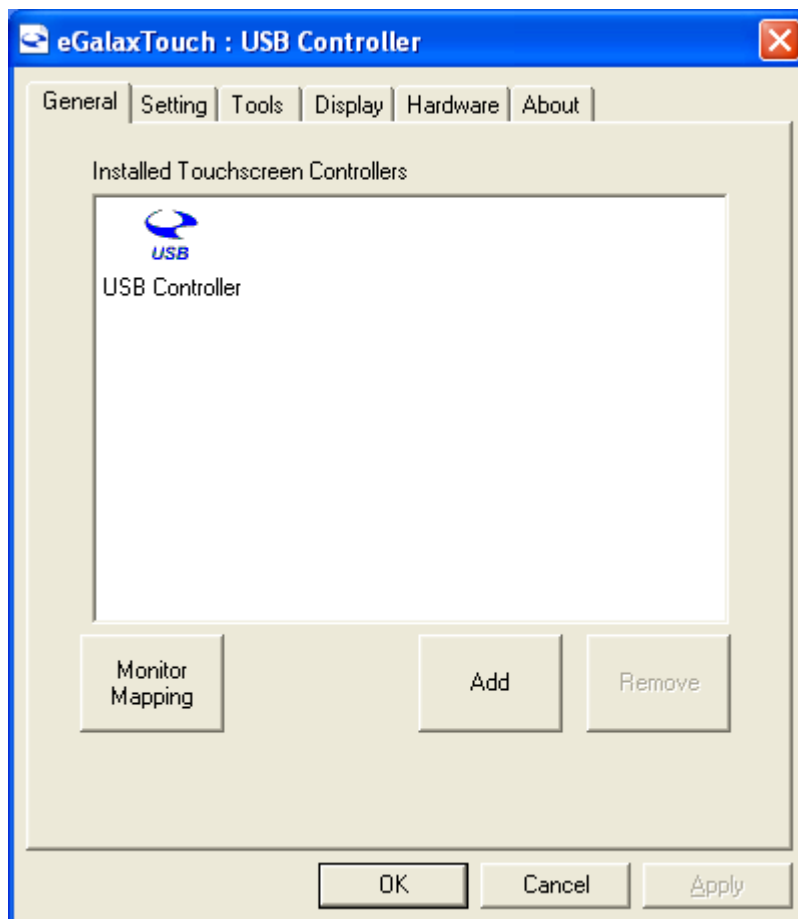 eGalaxTouch : USB Controller
General Setting Tools Display Hardware About
Installed Touchscreen Controllers
USB
USB Controller
Monitor
Mapping
Add
Remove
OK Cancel Apply